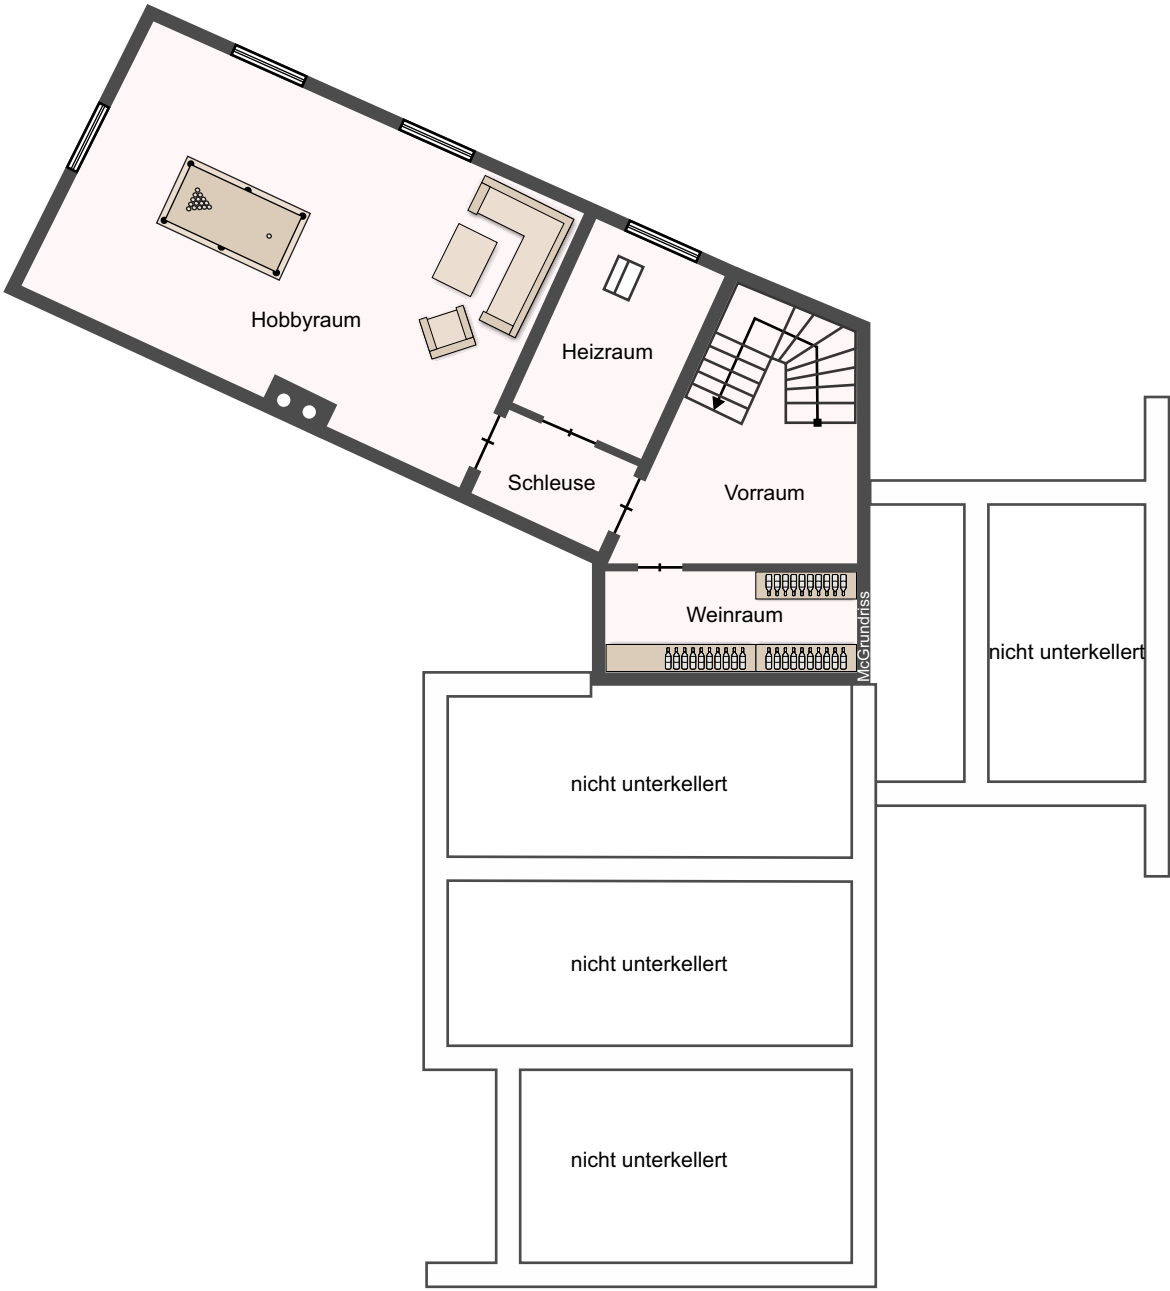 Hobbyraum
Heizraum
Schleuse
Vorraum
Weinraum
McGrundriss
nicht unterkellert
nicht unterkellert
nicht unterkellert
nicht unterkellert